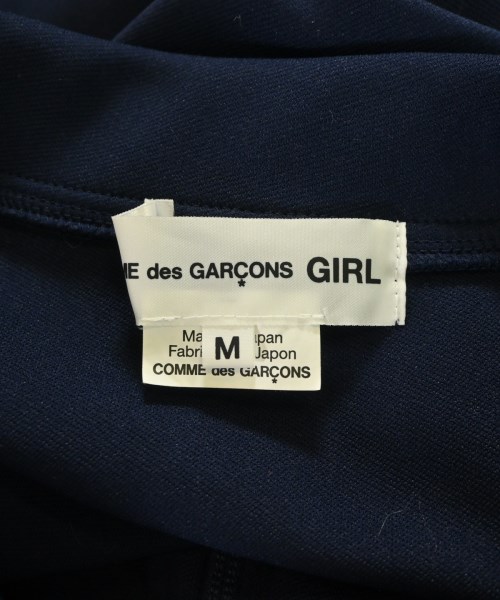 ME des GARÇONS GIRL
Ma M apan
Fabri Japon
COMME des GARÇONS